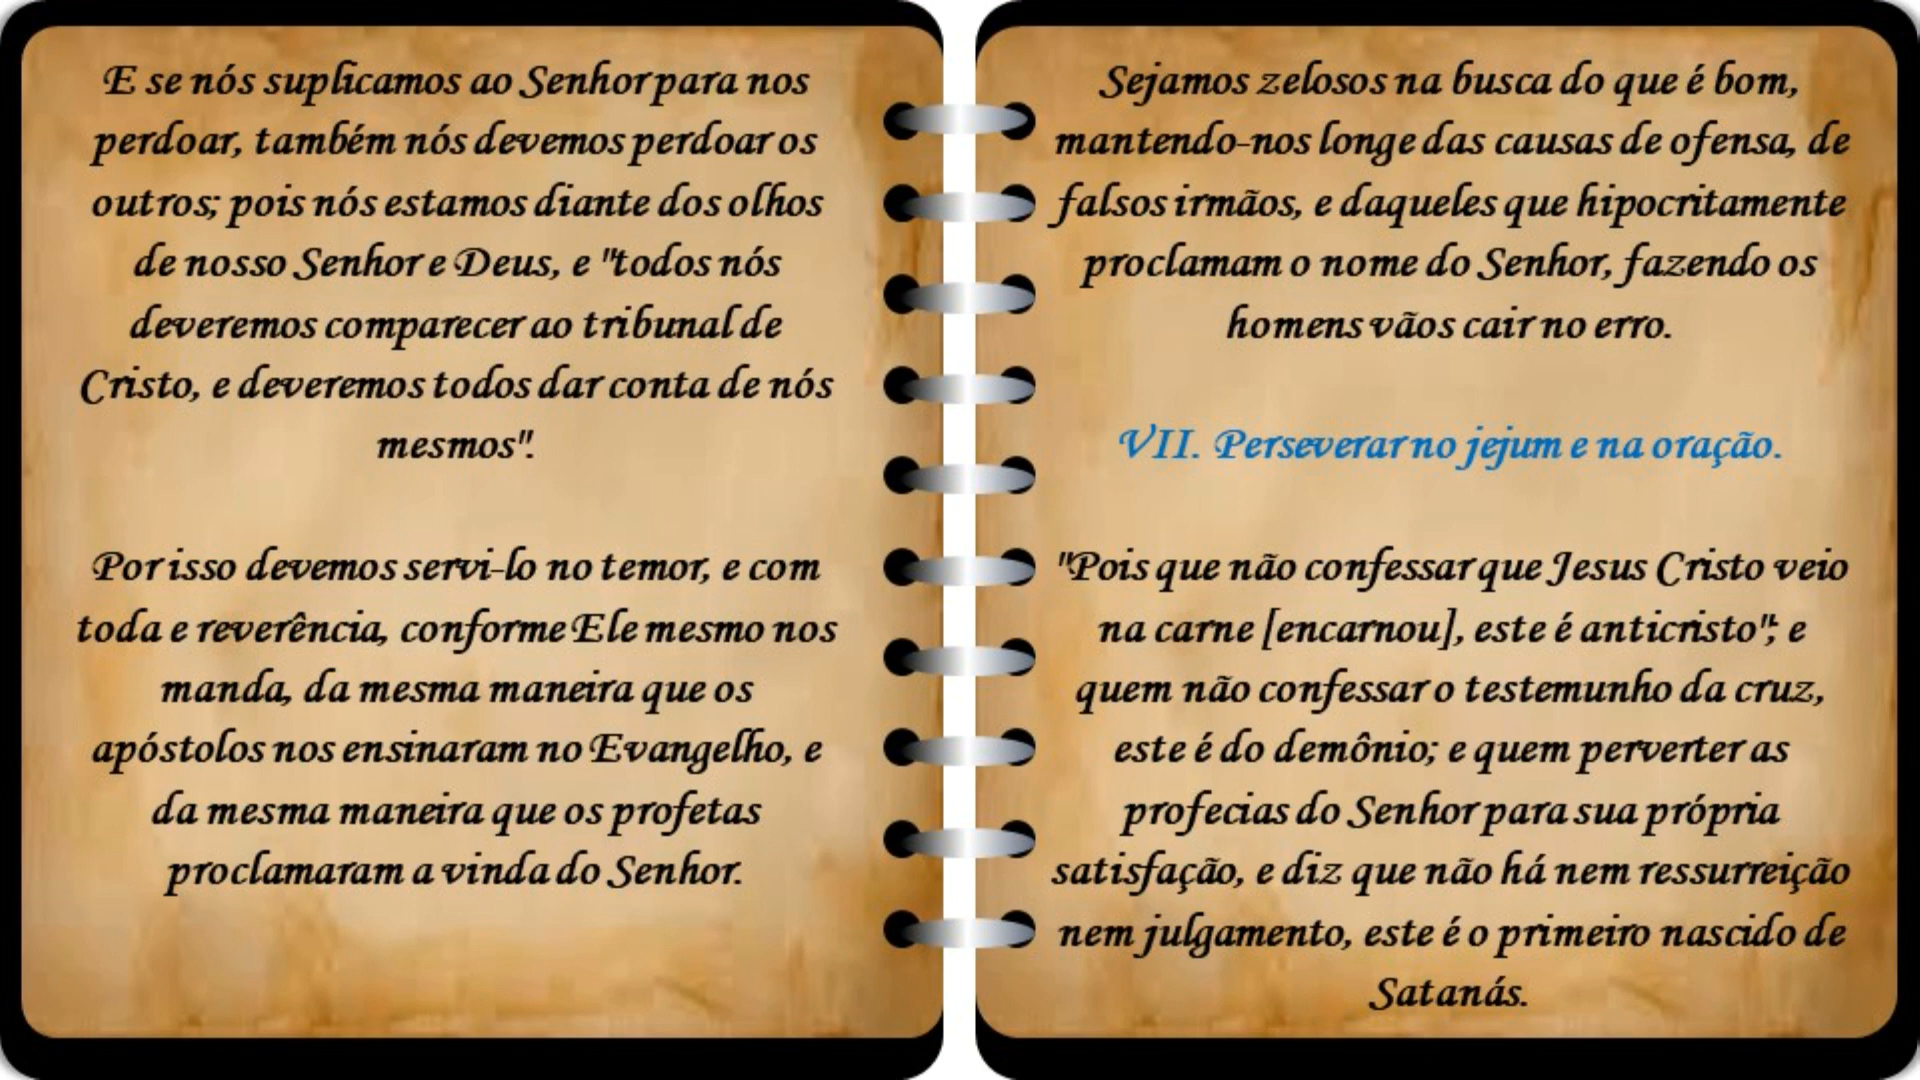 E se nós suplicamos ao Senhor para nos
perdoar, também nós devemos perdoar os
outros; pois nós estamos diante dos olhos
de nosso Senhor e Deus, e "todos nós
deveremos comparecer ao tribunal de
Cristo, e deveremos todos dar conta de nós
mesmos".
Por isso devemos servi-lo no temor, e com
toda e reverência, conforme Ele mesmo nos
manda, da mesma maneira que os
apóstolos nos ensinaram no Evangelho, e
da mesma maneira que os profetas
proclamaram a vinda do Senhor.
Sejamos zelosos na busca do que é bom,
mantendo-nos longe das causas de ofensa, de
falsos irmãos, e daqueles que hipocritamente
proclamam o nome do Senhor, fazendo os
homens vãos cair no erro.
VII. Perseverar no jejum e na oração.
"Pois que não confessar que Jesus Cristo veio
na carne [encarnou], este é anticristo"; e
quem não confessar o testemunho da cruz,
este é do demônio; e quem perverter as
profecias do Senhor para sua própria
satisfação, e diz que não há nem ressurreição
nem julgamento, este é o primeiro nascido de
Satanás.